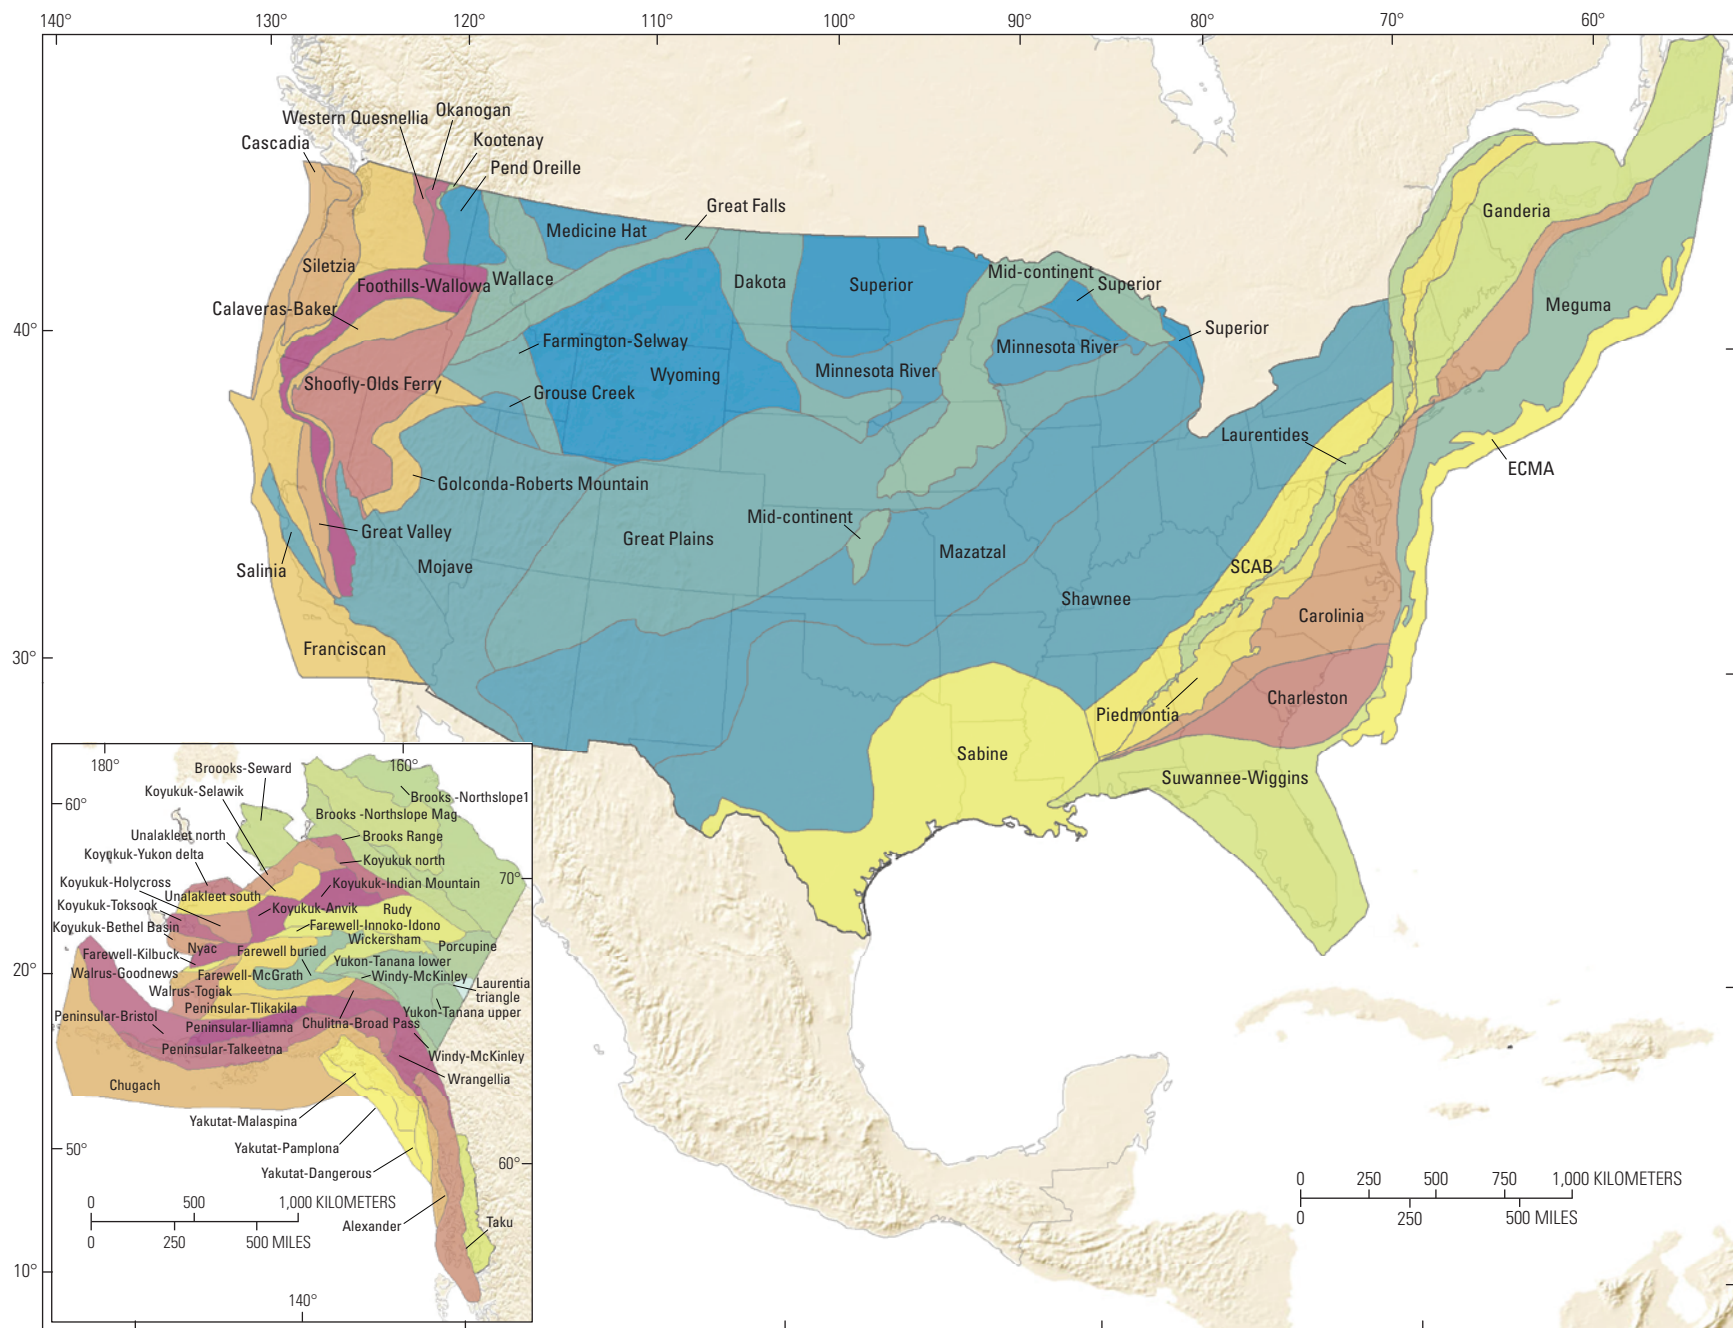 140°
130°
120°
110°
100°
90°
80°
70°
60°
Okanogan
Western Quesnellia
Cascadia
Kootenay
Pend Oreille
Great Falls
Medicine Hat
Ganderia
Siletzia
Foothills-Wallowa
Wallace
Dakota
Superior
Mid-continent
Superior
Meguma
Calaveras-Baker
40°
Superior
Farmington-Selway
Minnesota River
Wyoming
Minnesota River
Shoofly-Olds Ferry
Grouse Creek
Laurentides
ECMA
Golconda-Roberts Mountain
Mid-continent
Great Valley
Great Plains
Mazatzal
Salinia
Mojave
SCAB
Shawnee
Carolinia
Franciscan
30°
Charleston
Piedmontia
Sabine
Suwannee-Wiggins
180°
160°
Broooks-Seward
Koyukuk-Selawik
Brooks -Northslope1
60°
Brooks -Northslope Mag
Unalakleet north
Brooks Range
Koyukuk-Yukon delta
Koyukuk north
Koyukuk-Holycross
Koyukuk-Indian Mountain
70°
Unalakleet south
Koyukuk-Toksook
Koyukuk-Anvik
Rudy
Koyukuk-Bethel Basin
Farewell-Innoko-Idono
Wickersham
Nyac
Farewell buried
Porcupine
Farewell-Kilbuck
Yukon-Tanana lower
20°
Walrus-Goodnews
Farewell-McGrath
Windy-McKinley
Laurentia
triangle
Walrus-Togiak
Peninsular-Tlikakila
Yukon-Tanana upper
Peninsular-Bristol
Peninsular-Iliamna
Chulitna-Broad Pass
Peninsular-Talkeetna
Windy-McKinley
Wrangellia
Chugach
Yakutat-Malaspina
Yakutat-Pamplona
50°
60°
Yakutat-Dangerous
0 500 1,000 KILOMETERS
0 250 500 MILES
Alexander
Taku
10°
140°
0 250 500 750 1,000 KILOMETERS
0 250 500 MILES